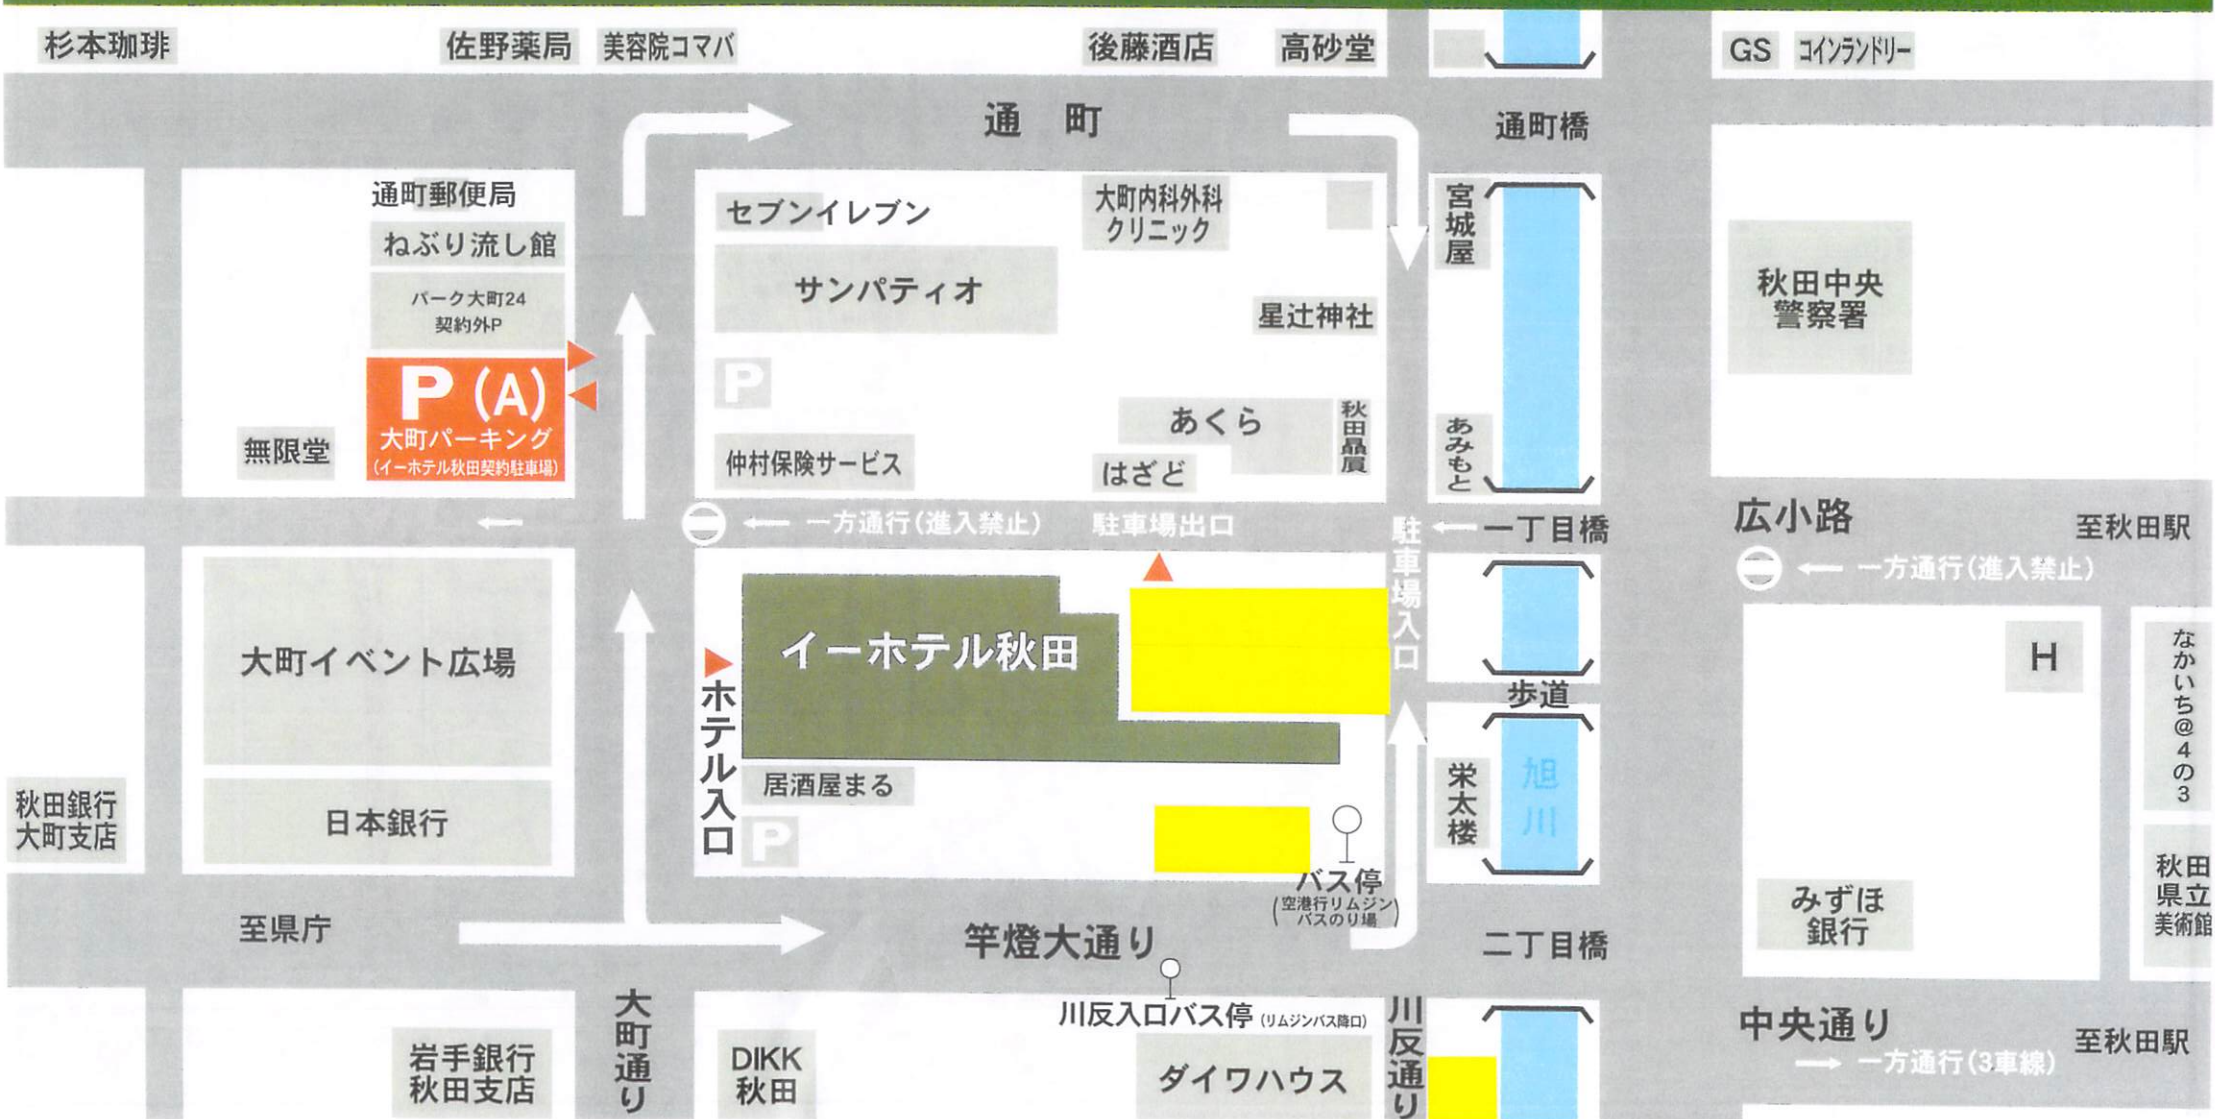 杉本珈琲
佐野薬局
美容院コマバ
後藤酒店
高砂堂
GS
コインランドリー
通 町
通町橋
通町郵便局
ねぶり流し館
パーク大町24
契約外P
P (A)
大町パーキング
(イーホテル秋田契約駐車場)
無限堂
セブンイレブン
サンパティオ
P
仲村保険サービス
大町内科外科
クリニック
星辻神社
あくら
はざど
秋田贔屓
宮城屋
あみもと
秋田中央
警察署
← 一方通行(進入禁止)
駐車場出口
駐車場入口
一丁目橋
広小路
至秋田駅
← 一方通行(進入禁止)
大町イベント広場
日本銀行
秋田銀行
大町支店
イーホテル秋田
ホテル入口
居酒屋まる
P
歩道
栄太楼
旭川
H
なかいち@4の3
秋田
県立
美術館
みずほ
銀行
バス停
(空港行リムジン
バスのり場)
至県庁
竿燈大通り
二丁目橋
川反入口バス停 (リムジンバス降口)
中央通り
至秋田駅
→ 一方通行(3車線)
岩手銀行
秋田支店
大町通り
DIKK
秋田
ダイワハウス
川反通り